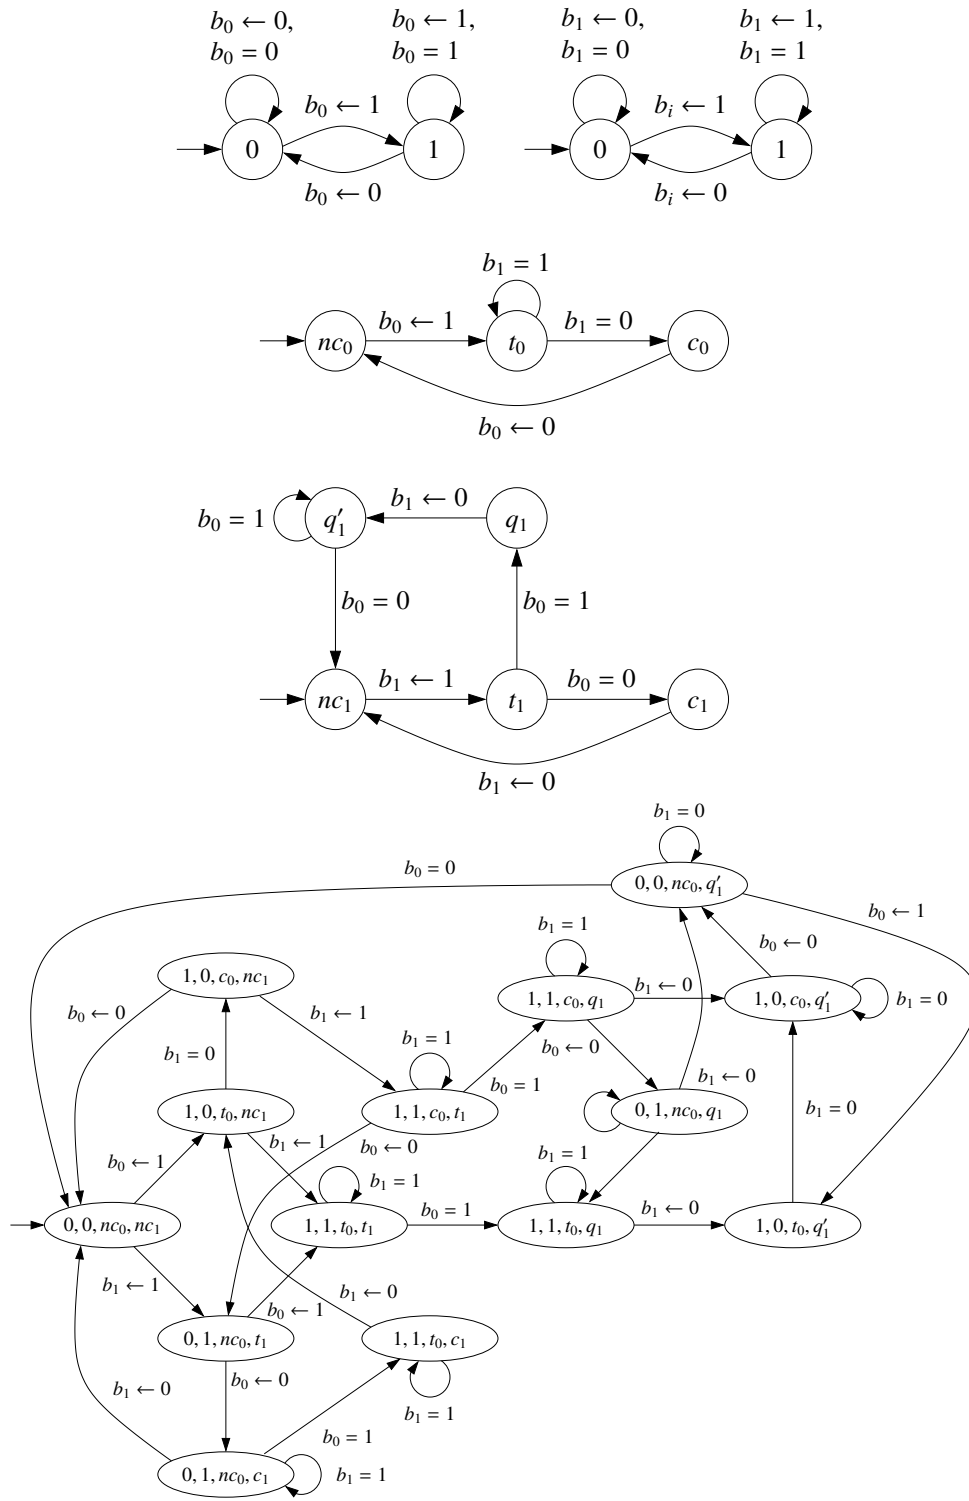 b₀ ← 0, b₀ ← 1, b₁ ← 0, b₁ ← 1,
b₀ = 0 b₀ = 1 b₁ = 0 b₁ = 1
b₀ ← 1 bᵢ ← 1
0 1 0 1
b₀ ← 0 bᵢ ← 0
b₁ = 1
b₀ ← 1 b₁ = 0
nc₀ t₀ c₀
b₀ ← 0
b₁ ← 0
b₀ = 1 q′₁ q₁
b₀ = 0 b₀ = 1
b₁ ← 1 b₀ = 0
nc₁ t₁ c₁
b₁ ← 0
b₁ = 0
b₀ = 0
0, 0, nc₀, q′₁
b₀ ← 1
b₁ = 1 b₀ ← 0
1, 0, c₀, nc₁
1, 1, c₀, q₁ b₁ ← 0 1, 0, c₀, q′₁ b₁ = 0
b₀ ← 0 b₁ ← 1
b₁ = 1 b₀ ← 0
b₁ = 0 b₀ = 1 b₁ ← 0
1, 0, t₀, nc₁ 1, 1, c₀, t₁ 0, 1, nc₀, q₁ b₁ = 0
b₁ ← 1 b₀ ← 0
b₀ ← 1 b₁ = 1 b₁ = 1
0, 0, nc₀, nc₁ 1, 1, t₀, t₁ b₀ = 1 1, 1, t₀, q₁ b₁ ← 0 1, 0, t₀, q′₁
b₁ ← 1 b₁ ← 0
b₀ ← 1
0, 1, nc₀, t₁ 1, 1, t₀, c₁
b₁ ← 0 b₀ ← 0
b₁ = 1
b₀ = 1
0, 1, nc₀, c₁ b₁ = 1